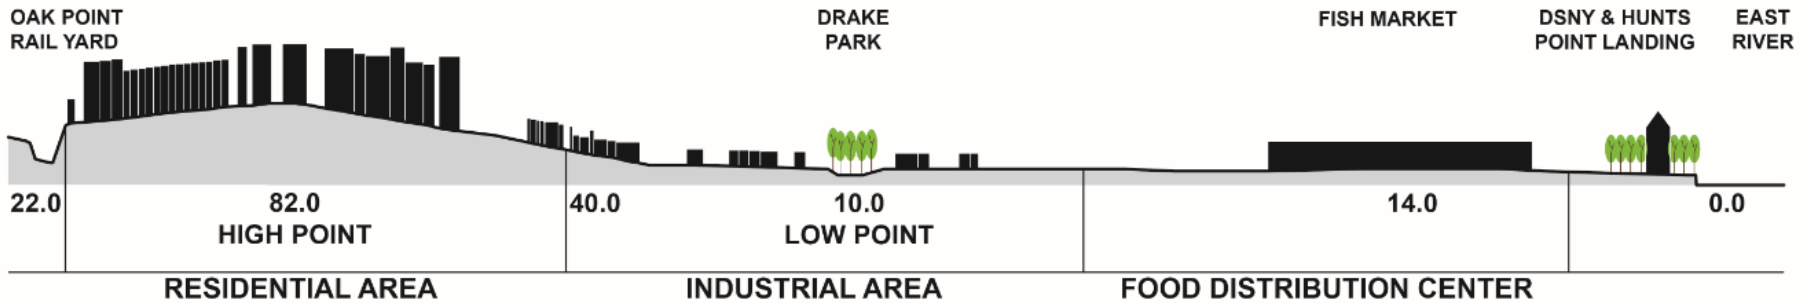 OAK POINT
RAIL YARD
DRAKE
PARK
FISH MARKET
DSNY & HUNTS
POINT LANDING
EAST
RIVER
22.0
82.0
40.0
10.0
14.0
0.0
HIGH POINT
LOW POINT
RESIDENTIAL AREA
INDUSTRIAL AREA
FOOD DISTRIBUTION CENTER